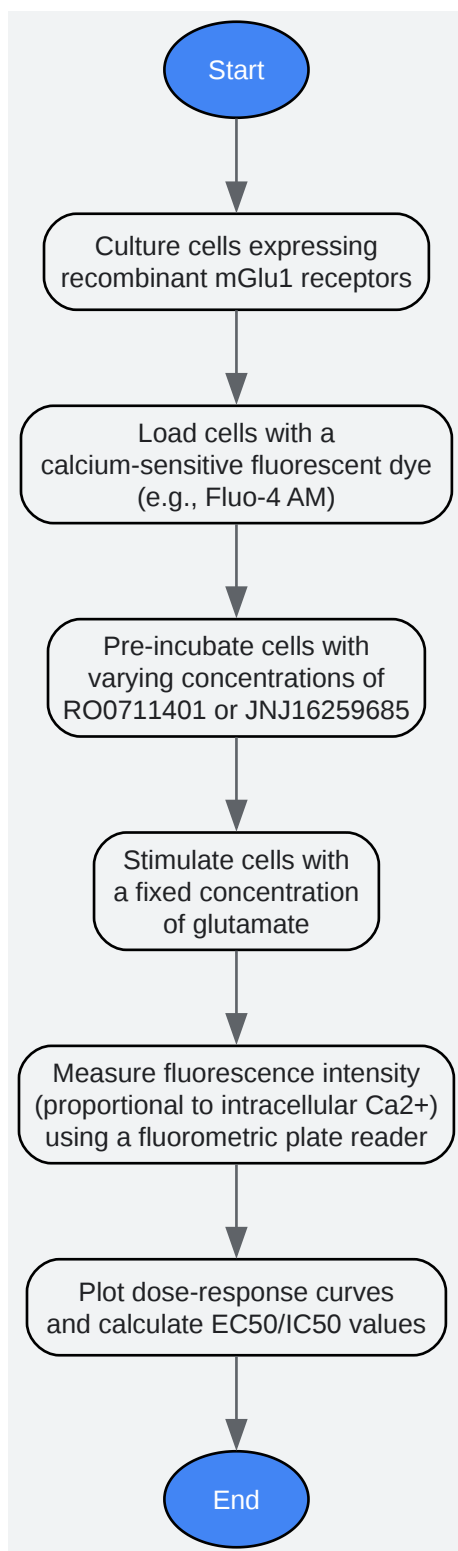 Start
Culture cells expressing
recombinant mGlu1 receptors
Load cells with a
calcium-sensitive fluorescent dye
(e.g., Fluo-4 AM)
Pre-incubate cells with
varying concentrations of
RO0711401 or JNJ16259685
Stimulate cells with
a fixed concentration
of glutamate
Measure fluorescence intensity
(proportional to intracellular Ca2+)
using a fluorometric plate reader
Plot dose-response curves
and calculate EC50/IC50 values
End